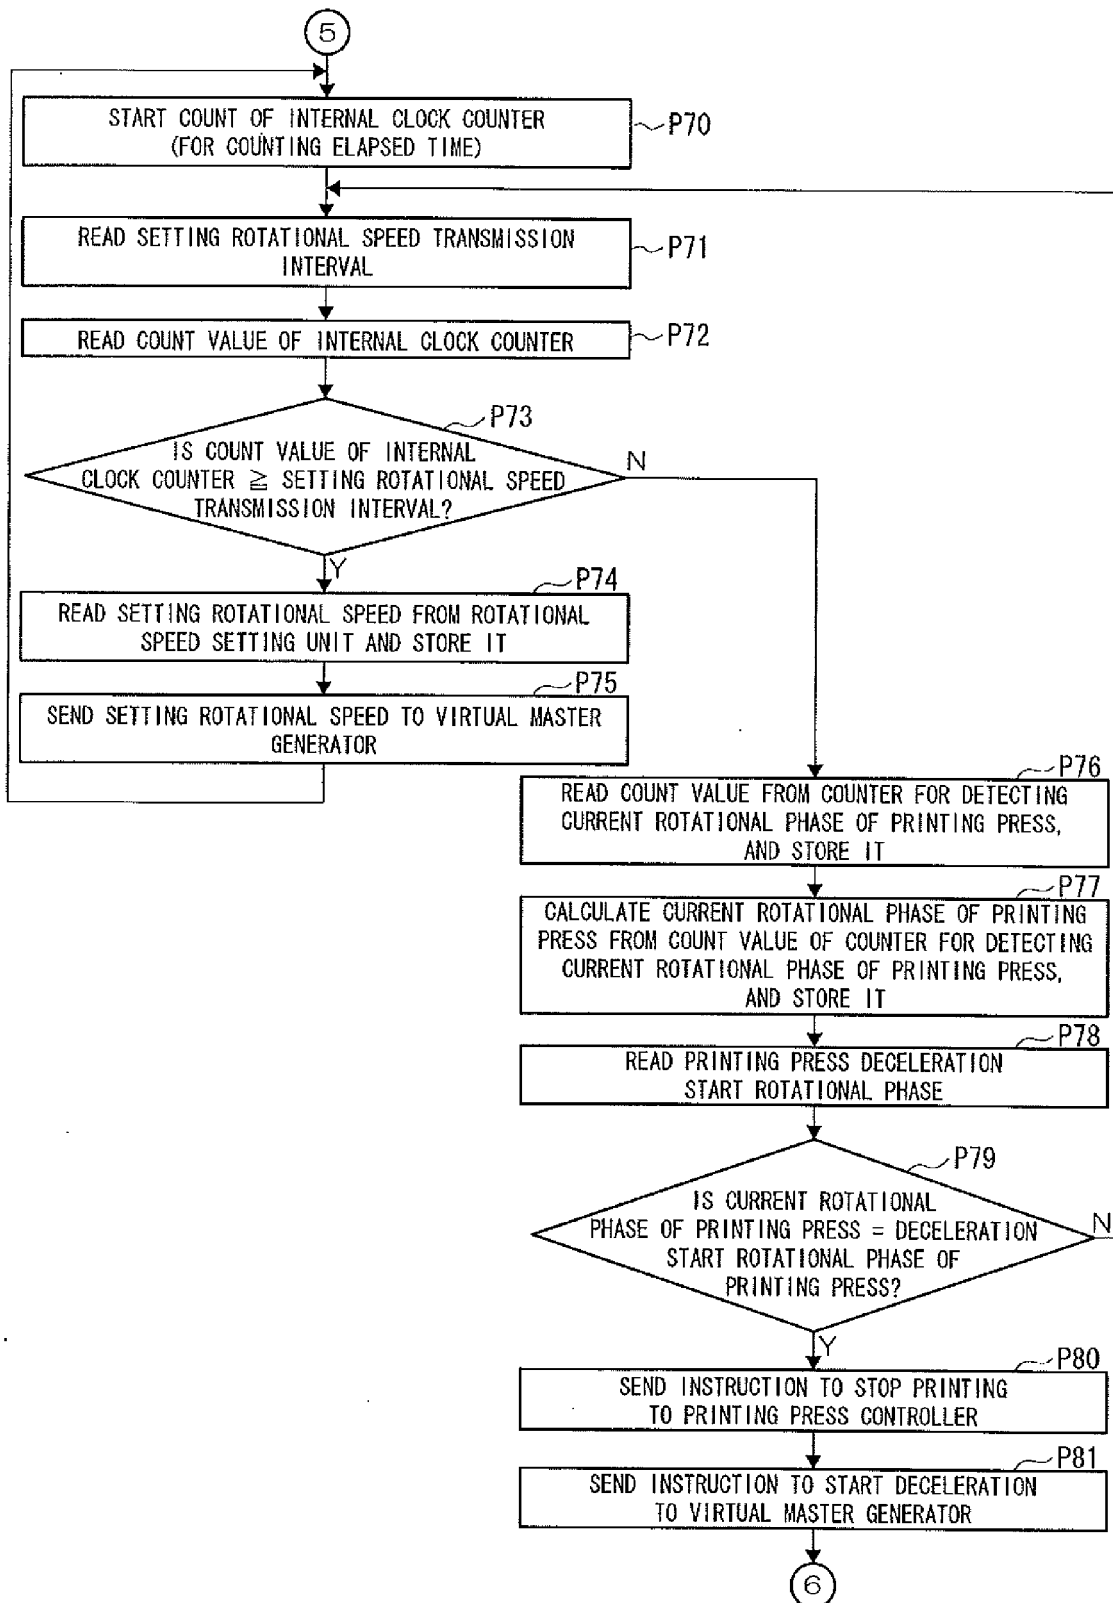 5
START COUNT OF INTERNAL CLOCK COUNTER
(FOR COUNTING ELAPSED TIME)
P70
READ SETTING ROTATIONAL SPEED TRANSMISSION
INTERVAL
P71
READ COUNT VALUE OF INTERNAL CLOCK COUNTER
P72
P73
IS COUNT VALUE OF INTERNAL
CLOCK COUNTER ≧ SETTING ROTATIONAL SPEED
TRANSMISSION INTERVAL?
N
Y
P74
READ SETTING ROTATIONAL SPEED FROM ROTATIONAL
SPEED SETTING UNIT AND STORE IT
P75
SEND SETTING ROTATIONAL SPEED TO VIRTUAL MASTER
GENERATOR
P76
READ COUNT VALUE FROM COUNTER FOR DETECTING
CURRENT ROTATIONAL PHASE OF PRINTING PRESS,
AND STORE IT
P77
CALCULATE CURRENT ROTATIONAL PHASE OF PRINTING
PRESS FROM COUNT VALUE OF COUNTER FOR DETECTING
CURRENT ROTATIONAL PHASE OF PRINTING PRESS,
AND STORE IT
P78
READ PRINTING PRESS DECELERATION
START ROTATIONAL PHASE
P79
IS CURRENT ROTATIONAL
PHASE OF PRINTING PRESS = DECELERATION
START ROTATIONAL PHASE OF
PRINTING PRESS?
N
Y
P80
SEND INSTRUCTION TO STOP PRINTING
TO PRINTING PRESS CONTROLLER
P81
SEND INSTRUCTION TO START DECELERATION
TO VIRTUAL MASTER GENERATOR
6